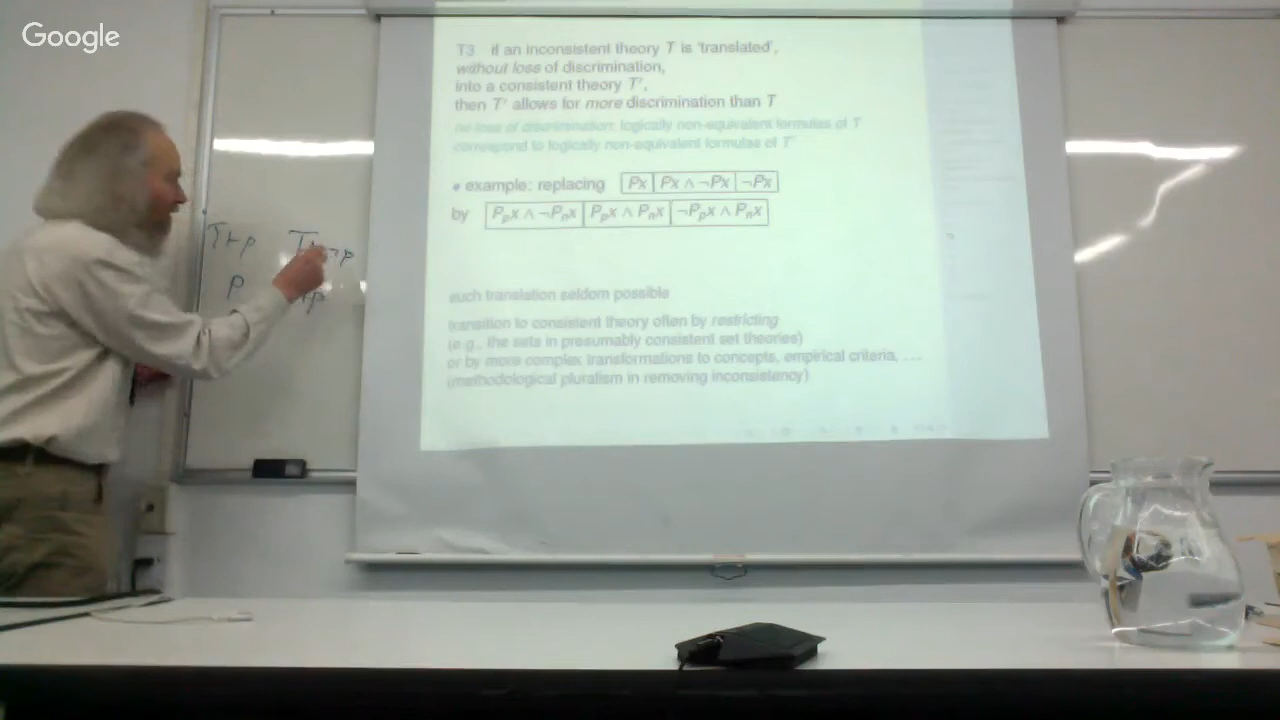 Google
T3 if an inconsistent theory T is ‘translated’,
without loss of discrimination,
into a consistent theory T′,
then T′ allows for more discrimination than T
no loss of discrimination: logically non-equivalent formulas of T
correspond to logically non-equivalent formulas of T′
• example: replacing Px Px ∧ ¬Px ¬Px
by Pₚx ∧ ¬Pₙx Pₚx ∧ Pₙx ¬Pₚx ∧ Pₙx
T⊢p
p
such translation seldom possible
transition to consistent theory often by restricting
(e.g., the sets in presumably consistent set theories)
or by more complex transformations to concepts, empirical criteria, …
(methodological pluralism in removing inconsistency)